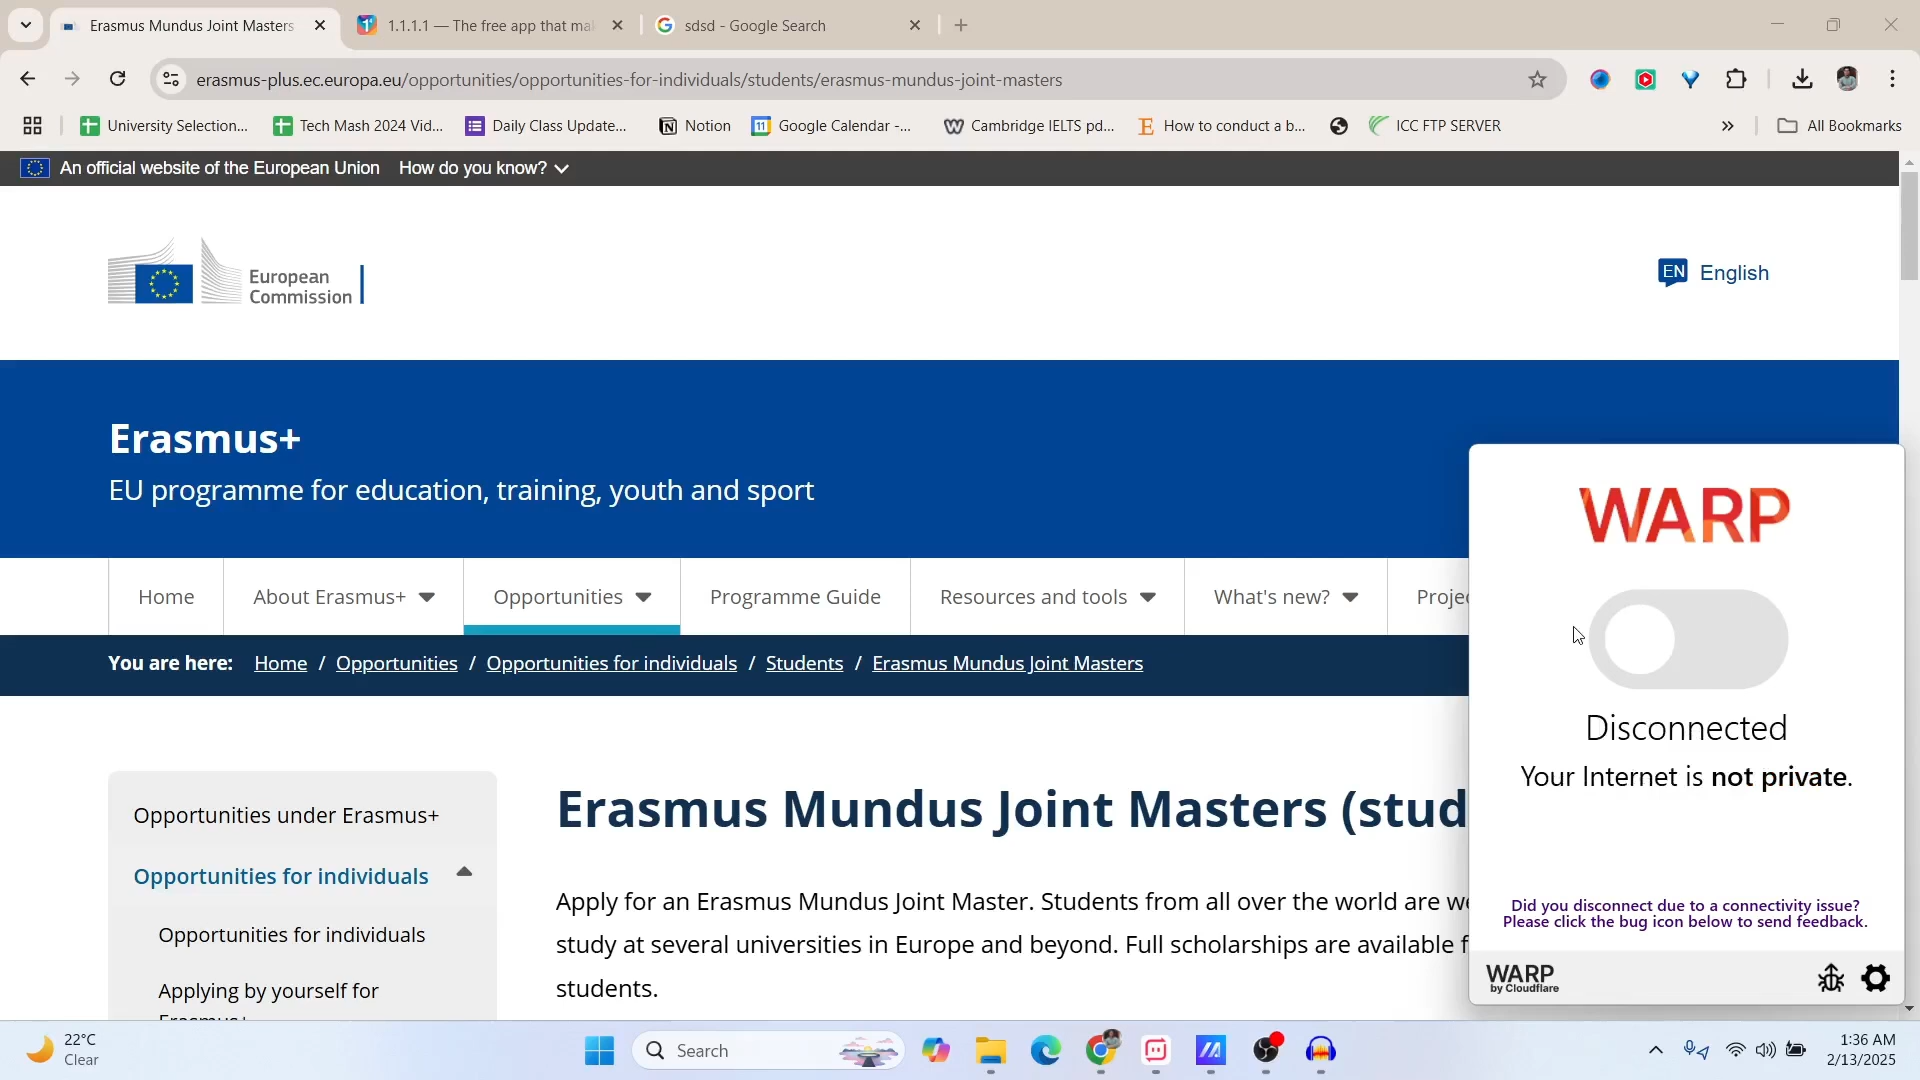 Erasmus Mundus Joint Masters
1.1.1.1 — The free app that ma
sdsd - Google Search
erasmus-plus.ec.europa.eu/opportunities/opportunities-for-individuals/students/erasmus-mundus-joint-masters
University Selection...
Tech Mash 2024 Vid...
Daily Class Update...
Notion
Google Calendar -...
Cambridge IELTS pd...
How to conduct a b...
ICC FTP SERVER
All Bookmarks
An official website of the European Union How do you know?
European
Commission
EN English
Erasmus+
EU programme for education, training, youth and sport
Home
About Erasmus+
Opportunities
Programme Guide
Resources and tools
What's new?
Projec
You are here: Home / Opportunities / Opportunities for individuals / Students / Erasmus Mundus Joint Masters
Opportunities under Erasmus+
Opportunities for individuals
Opportunities for individuals
Applying by yourself for
Erasmus+
Erasmus Mundus Joint Masters (stud
Apply for an Erasmus Mundus Joint Master. Students from all over the world are we
study at several universities in Europe and beyond. Full scholarships are available f
students.
WARP
Disconnected
Your Internet is not private.
Did you disconnect due to a connectivity issue?
Please click the bug icon below to send feedback.
WARP
by Cloudflare
22°C
Clear
Search
1:36 AM
2/13/2025